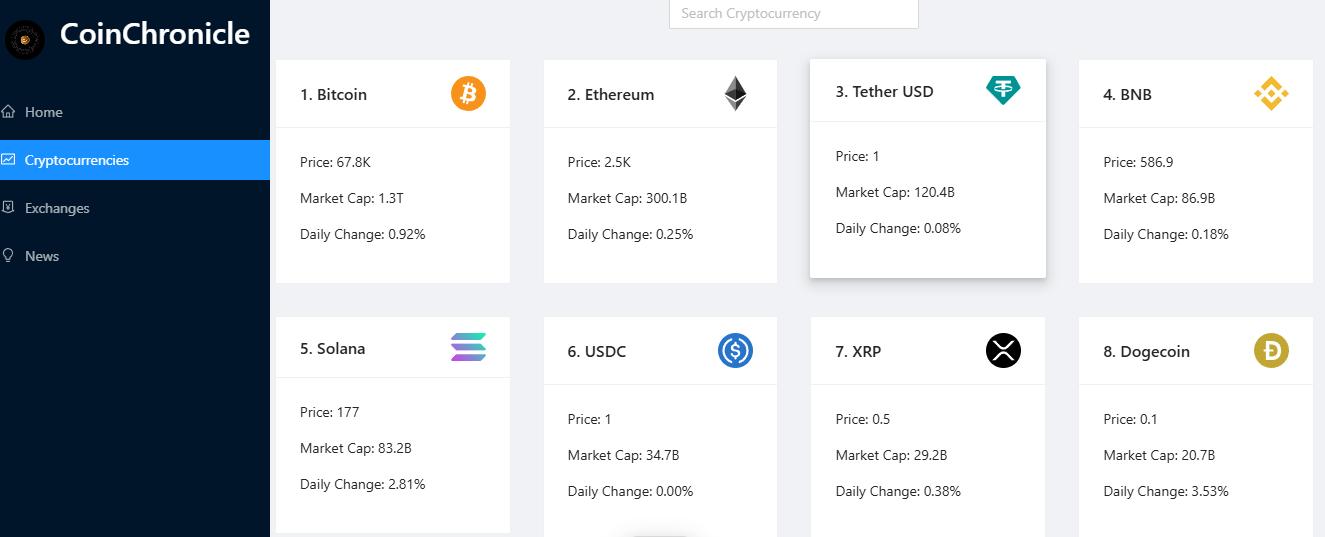 CoinChronicle
Home
Cryptocurrencies
Exchanges
News
Search Cryptocurrency
1. Bitcoin
Price: 67.8K
Market Cap: 1.3T
Daily Change: 0.92%
2. Ethereum
Price: 2.5K
Market Cap: 300.1B
Daily Change: 0.25%
3. Tether USD
Price: 1
Market Cap: 120.4B
Daily Change: 0.08%
4. BNB
Price: 586.9
Market Cap: 86.9B
Daily Change: 0.18%
5. Solana
Price: 177
Market Cap: 83.2B
Daily Change: 2.81%
6. USDC
Price: 1
Market Cap: 34.7B
Daily Change: 0.00%
7. XRP
Price: 0.5
Market Cap: 29.2B
Daily Change: 0.38%
8. Dogecoin
Price: 0.1
Market Cap: 20.7B
Daily Change: 3.53%